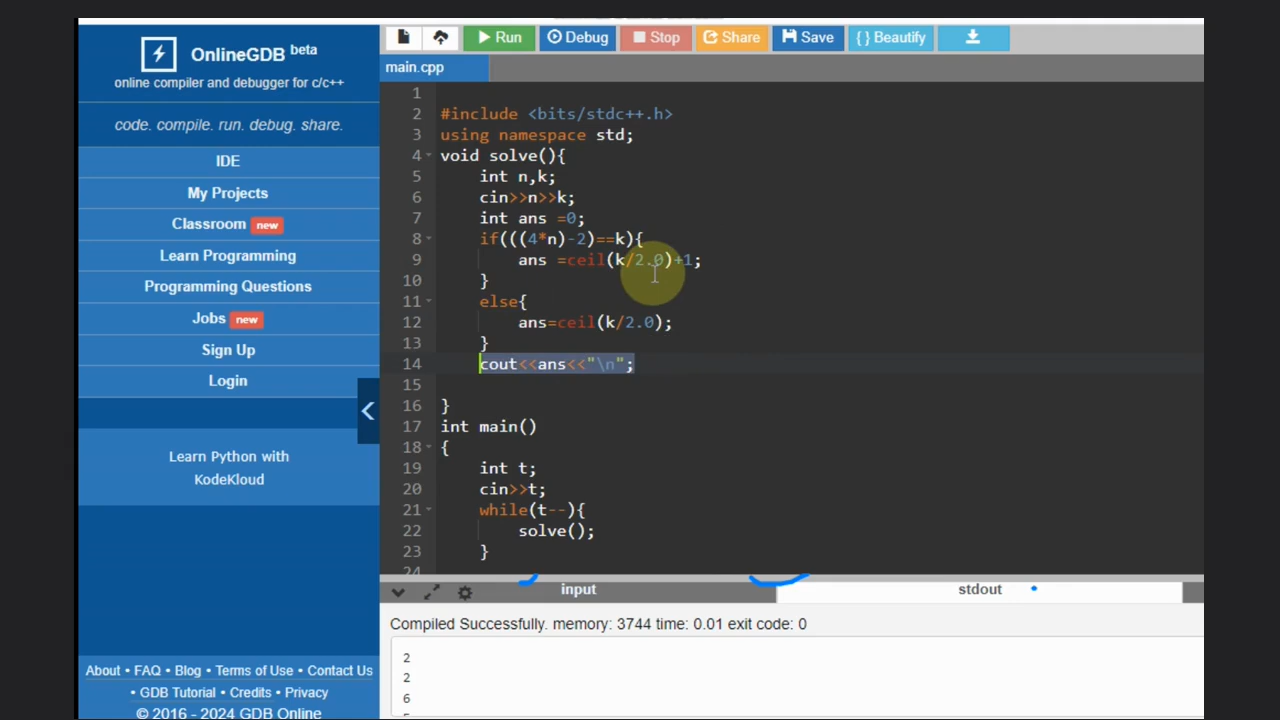 OnlineGDB beta
online compiler and debugger for c/c++
code. compile. run. debug. share.
IDE
My Projects
Classroom new
Learn Programming
Programming Questions
Jobs new
Sign Up
Login
Learn Python with
KodeKloud
About • FAQ • Blog • Terms of Use • Contact Us
• GDB Tutorial • Credits • Privacy
© 2016 - 2024 GDB Online
Run Debug Stop Share Save { } Beautify
main.cpp
1
2 #include <bits/stdc++.h>
3 using namespace std;
4 void solve(){
5 int n,k;
6 cin>>n>>k;
7 int ans =0;
8 if(((4*n)-2)==k){
9 ans =ceil(k/2.0)+1;
10 }
11 else{
12 ans=ceil(k/2.0);
13 }
14 cout<<ans<<"\n";
15
16 }
17 int main()
18 {
19 int t;
20 cin>>t;
21 while(t--){
22 solve();
23 }
24
input stdout
Compiled Successfully. memory: 3744 time: 0.01 exit code: 0
2
2
6